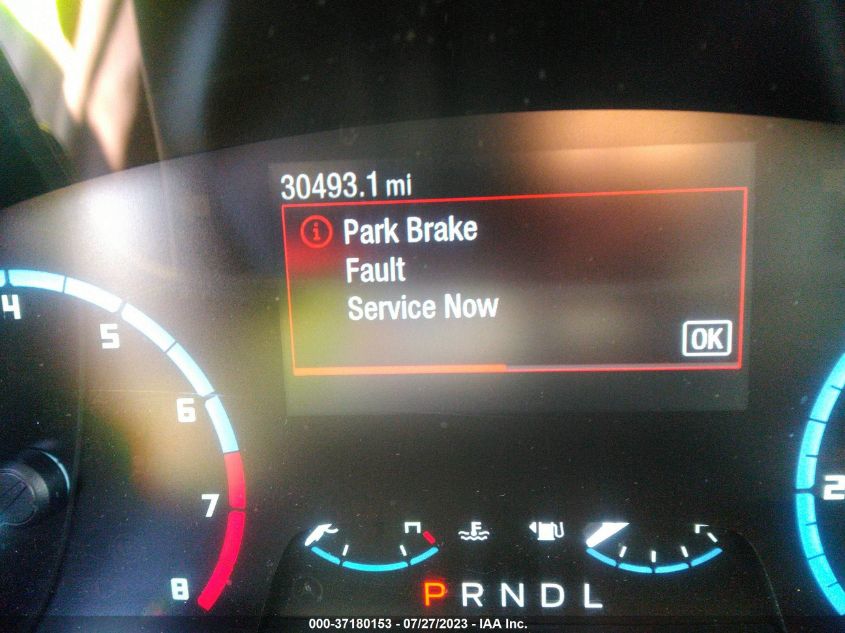 30493.1 mi
Park Brake
Fault
Service Now
OK
4
5
6
7
8
2
P R N D L
000-37180153 - 07/27/2023 - IAA Inc.